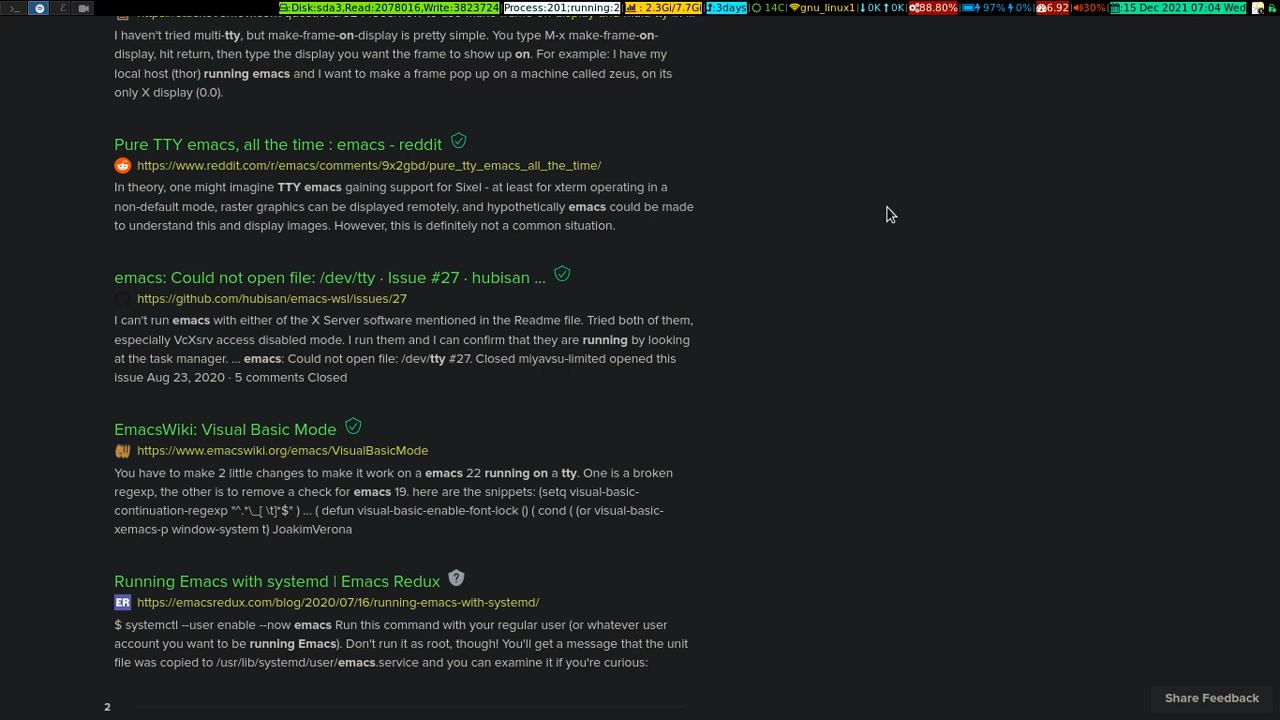 Disk:sda3,Read:2078016,Write:3823724 Process:201;running:2 : 2.3Gi/7.7Gi :3days 14C gnu_linux1 0K 0K 88.80% 97% 0% 6.92 30% :15 Dec 2021 07:04 Wed
I haven't tried multi-tty, but make-frame-on-display is pretty simple. You type M-x make-frame-on-
display, hit return, then type the display you want the frame to show up on. For example: I have my
local host (thor) running emacs and I want to make a frame pop up on a machine called zeus, on its
only X display (0.0).
Pure TTY emacs, all the time : emacs - reddit
https://www.reddit.com/r/emacs/comments/9x2gbd/pure_tty_emacs_all_the_time/
In theory, one might imagine TTY emacs gaining support for Sixel - at least for xterm operating in a
non-default mode, raster graphics can be displayed remotely, and hypothetically emacs could be made
to understand this and display images. However, this is definitely not a common situation.
emacs: Could not open file: /dev/tty · Issue #27 · hubisan ...
https://github.com/hubisan/emacs-wsl/issues/27
I can't run emacs with either of the X Server software mentioned in the Readme file. Tried both of them,
especially VcXsrv access disabled mode. I run them and I can confirm that they are running by looking
at the task manager. ... emacs: Could not open file: /dev/tty #27. Closed miyavsu-limited opened this
issue Aug 23, 2020 · 5 comments Closed
EmacsWiki: Visual Basic Mode
https://www.emacswiki.org/emacs/VisualBasicMode
You have to make 2 little changes to make it work on a emacs 22 running on a tty. One is a broken
regexp, the other is to remove a check for emacs 19. here are the snippets: (setq visual-basic-
continuation-regexp "^.*\_[ \t]*$" ) ... ( defun visual-basic-enable-font-lock () ( cond ( (or visual-basic-
xemacs-p window-system t) JoakimVerona
Running Emacs with systemd | Emacs Redux
ER https://emacsredux.com/blog/2020/07/16/running-emacs-with-systemd/
$ systemctl --user enable --now emacs Run this command with your regular user (or whatever user
account you want to be running Emacs). Don't run it as root, though! You'll get a message that the unit
file was copied to /usr/lib/systemd/user/emacs.service and you can examine it if you're curious:
Share Feedback
2